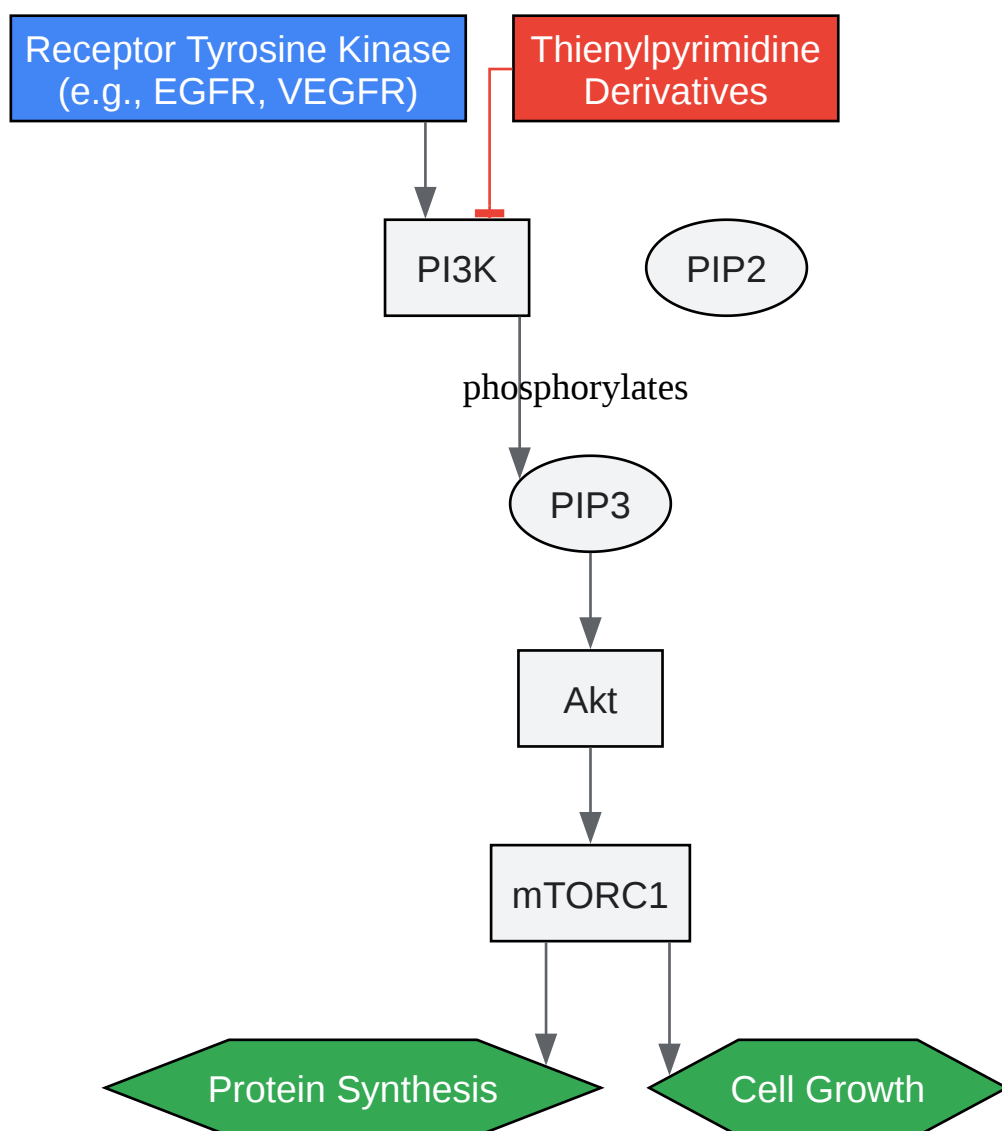 Receptor Tyrosine Kinase
(e.g., EGFR, VEGFR)
Thienylpyrimidine
Derivatives
PI3K
PIP2
phosphorylates
PIP3
Akt
mTORC1
Protein Synthesis
Cell Growth